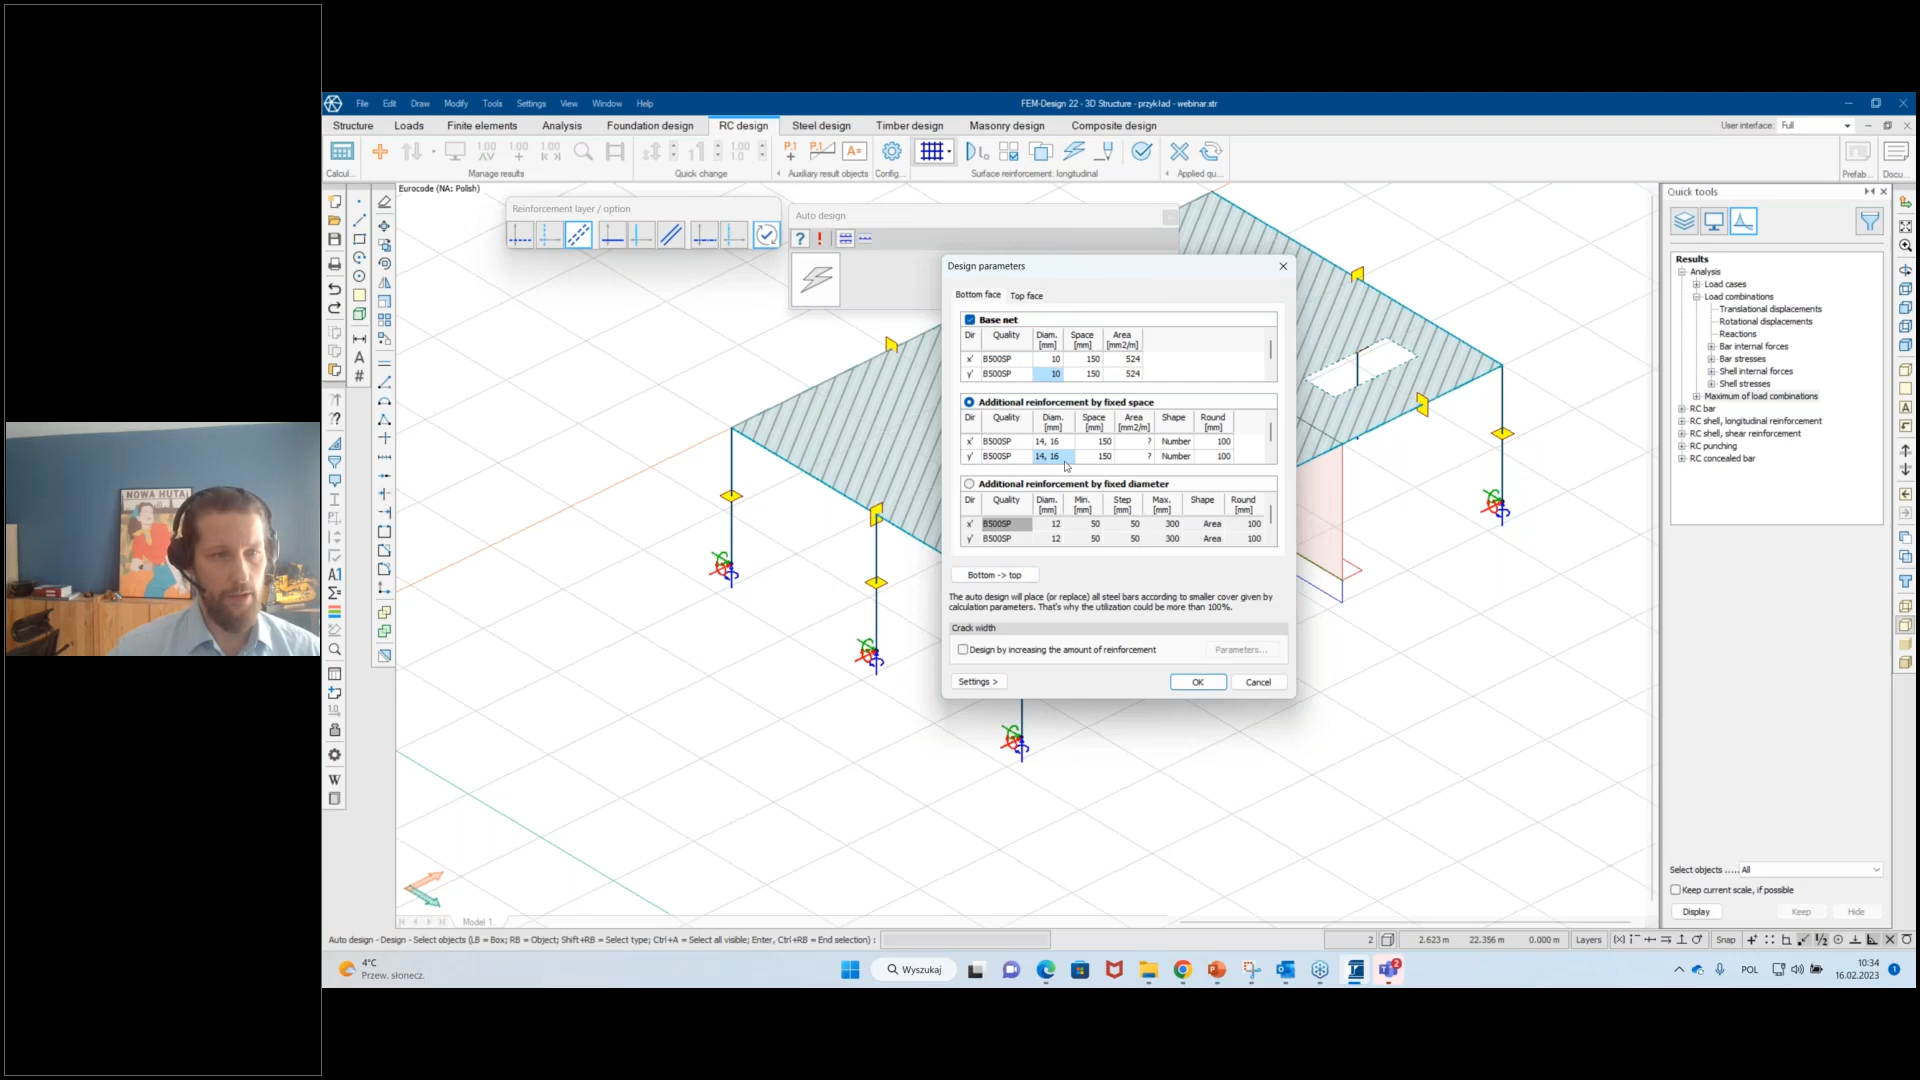 FEM-Design 22 - 3D Structure - przykład - webinar.str
File Edit Draw Modify Tools Settings View Window Help
Structure Loads Finite elements Analysis Foundation design RC design Steel design Timber design Masonry design Composite design
User interface: Full
Calcul... Manage results Quick change Auxiliary result objects Config... Surface reinforcement: longitudinal Applied qu... Prefab... Docu...
Eurocode (NA: Polish)
Reinforcement layer / option
Auto design
Design parameters
Bottom face Top face
Base net
Dir Quality Diam. [mm] Space [mm] Area [mm2/m]
x' B500SP 10 150 524
y' B500SP 10 150 524
Additional reinforcement by fixed space
Dir Quality Diam. [mm] Space [mm] Area [mm2/m] Shape Round [mm]
x' B500SP 14, 16 150 ? Number 100
y' B500SP 14, 16 150 ? Number 100
Additional reinforcement by fixed diameter
Dir Quality Diam. [mm] Min. [mm] Step [mm] Max. [mm] Shape Round [mm]
x' B500SP 12 50 50 300 Area 100
y' B500SP 12 50 50 300 Area 100
Bottom -> top
The auto design will place (or replace) all steel bars according to smaller cover given by
calculation parameters. That's why the utilization could be more than 100%.
Crack width
Design by increasing the amount of reinforcement Parameters...
Settings > OK Cancel
Quick tools
Results
Analysis
Load cases
Load combinations
Translational displacements
Rotational displacements
Reactions
Bar internal forces
Bar stresses
Shell internal forces
Shell stresses
Maximum of load combinations
RC bar
RC shell, longitudinal reinforcement
RC shell, shear reinforcement
RC punching
RC concealed bar
Select objects ..... All
Keep current scale, if possible
Display Keep Hide
NOWA HUTA
Model 1
Auto design - Design - Select objects (LB = Box; RB = Object; Shift+RB = Select type; Ctrl+A = Select all visible; Enter, Ctrl+RB = End selection) :
2 2.623 m 22.356 m 0.000 m Layers Snap
4°C
Przew. słonecz.
Wyszukaj
POL
10:34
16.02.2023